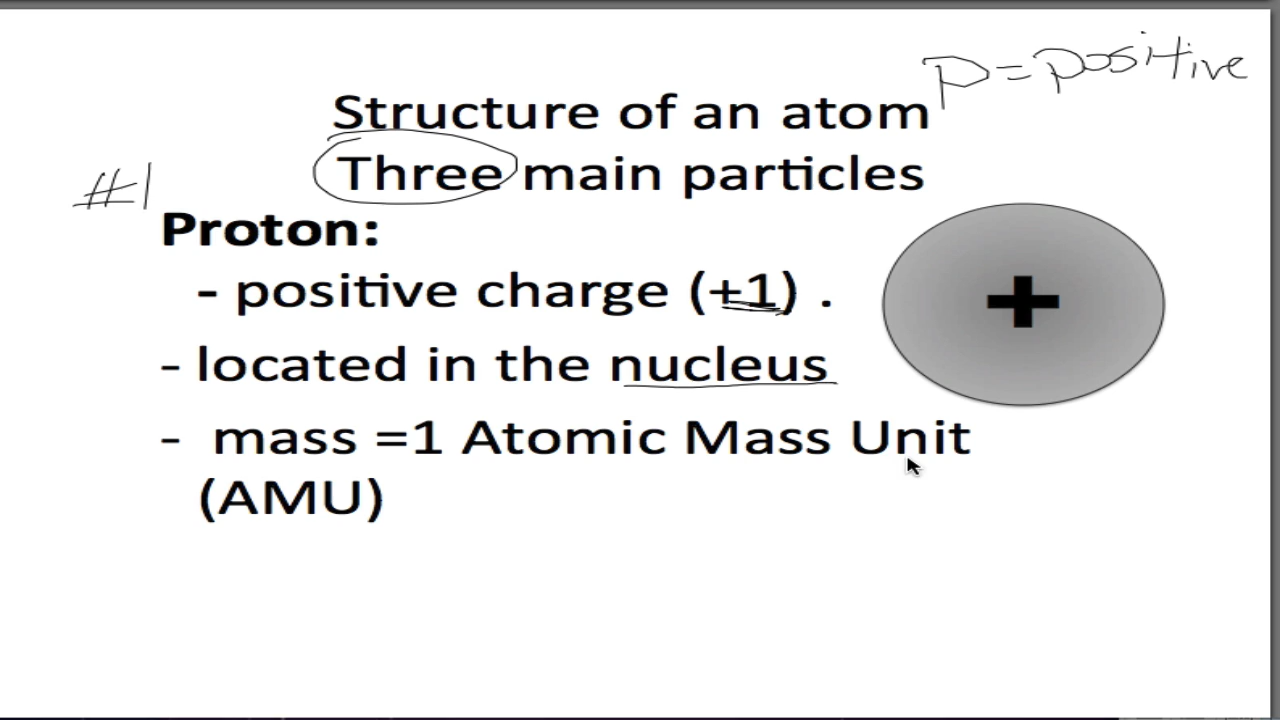 p=positive
Structure of an atom
Three main particles
#1
Proton:
- positive charge (+1) .
- located in the nucleus
- mass =1 Atomic Mass Unit
(AMU)
+